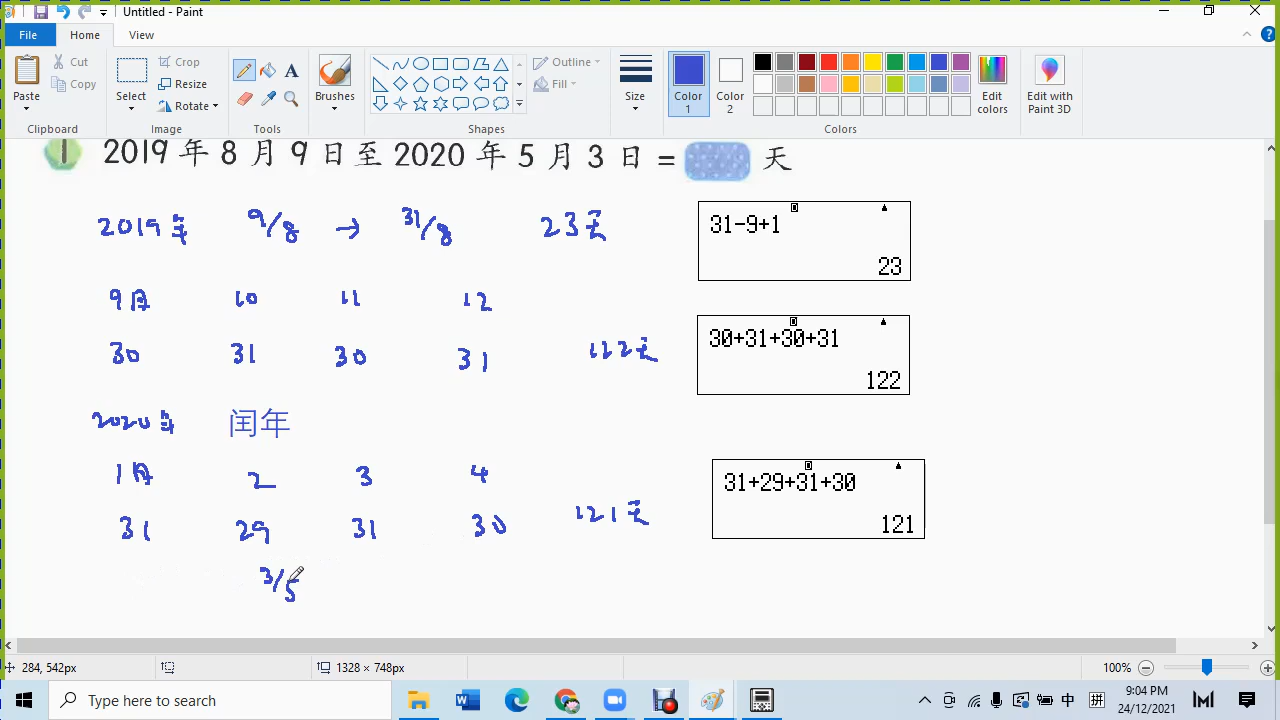 Untitled - Paint
File Home View
Cut Crop Outline
Copy Resize Fill
Paste Select Rotate Brushes Size Color 1 Color 2 Edit colors Edit with Paint 3D
Clipboard Image Tools Shapes Colors
1 2019 年 8 月 9 日至 2020 年 5 月 3 日 = 天
2019年 9/8 → 31/8 23天
31-9+1
23
9月 10 11 12
30 31 30 31 122天
30+31+30+31
122
2020年 闰年
1月 2 3 4
31 29 31 30 121天
31+29+31+30
121
3/5
284, 542px 1328 × 748px 100%
Type here to search 中 拼 9:04 PM
24/12/2021